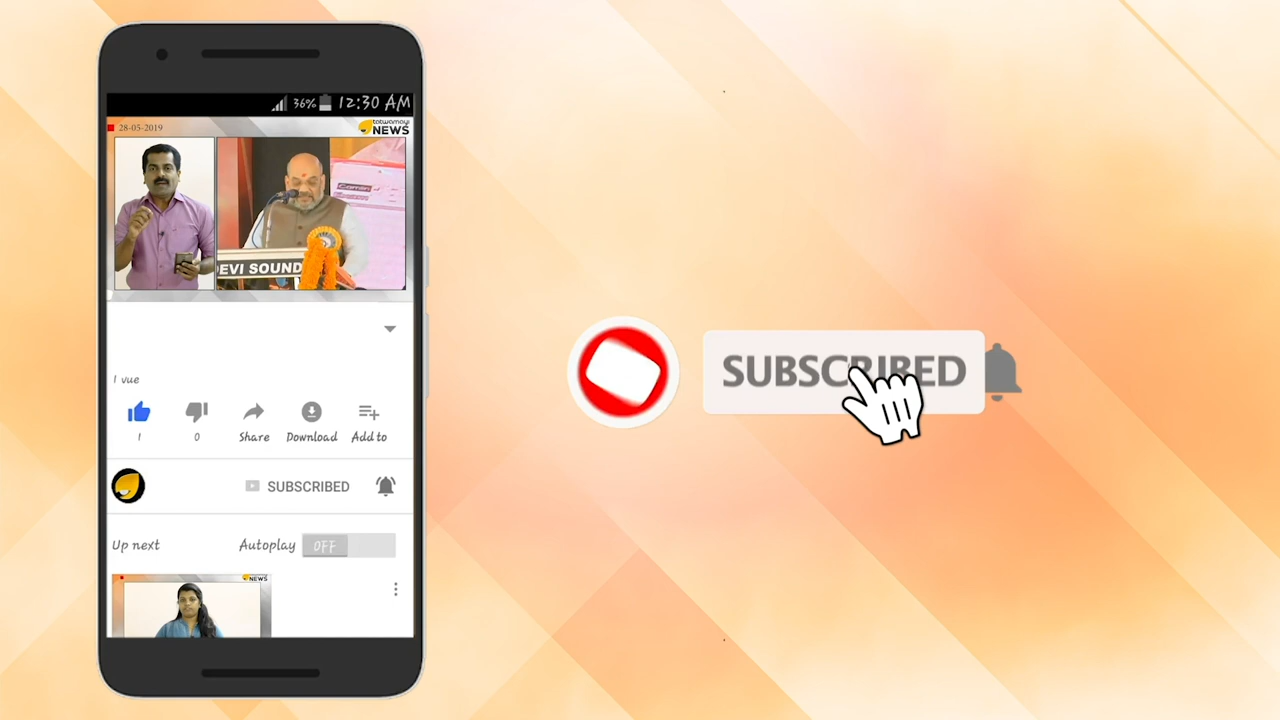 36%
12:30 AM
28-05-2019
tatwamayi
NEWS
DEVI SOUND
1 vue
1
0
Share
Download
Add to
SUBSCRIBED
Up next
Autoplay
OFF
NEWS
SUBSCRIBED